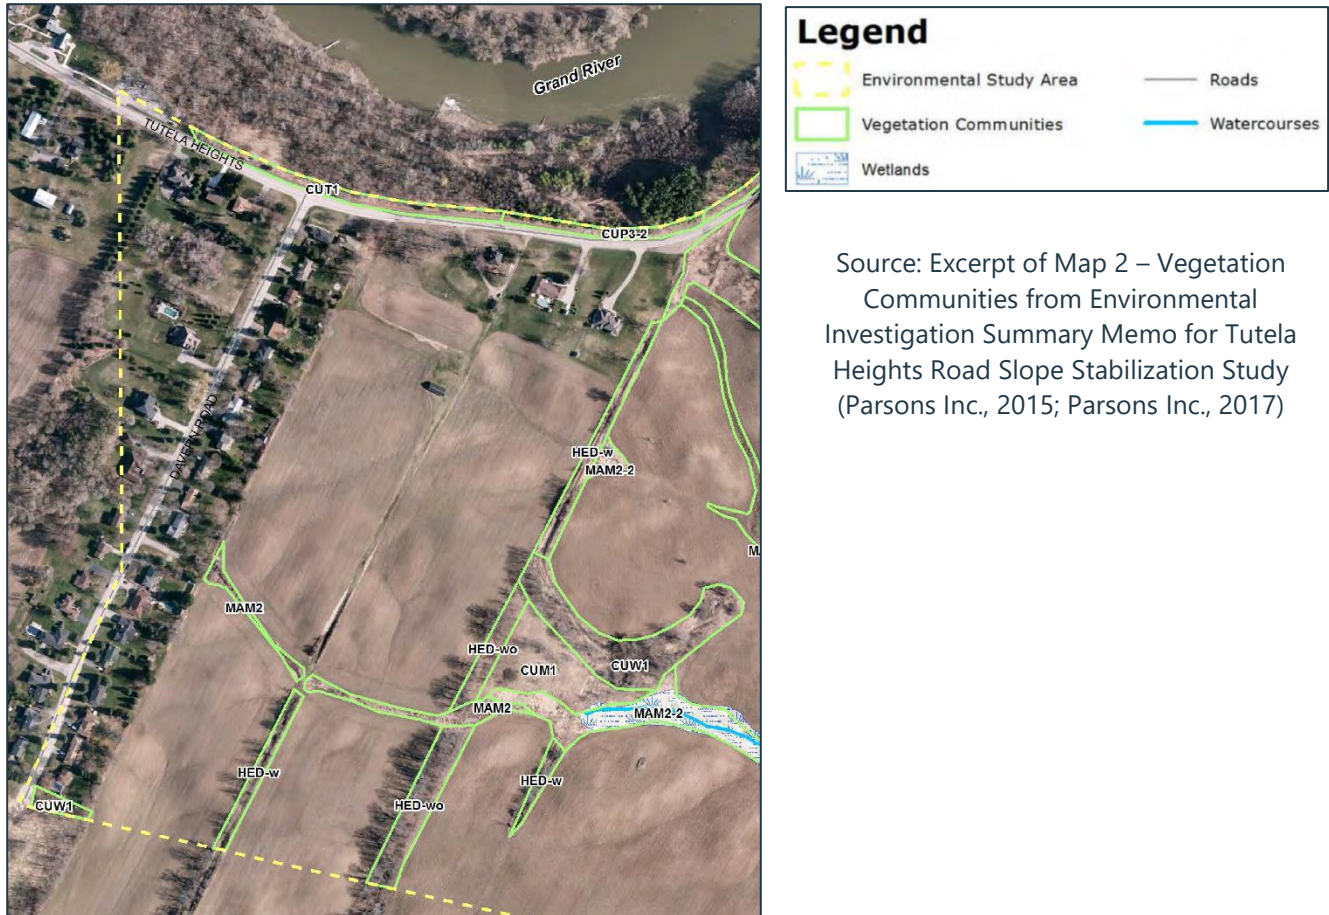 Grand River
TUTELA HEIGHTS
CUT1
CUP3-2
DAVERN ROAD
HED-w
MAM2-2
MAM2
HED-wo
CUM1
CUW1
MAM2
MAM2-2
HED-w
HED-wo
HED-w
CUW1
Legend
Environmental Study Area
Roads
Vegetation Communities
Watercourses
Wetlands
Source: Excerpt of Map 2 – Vegetation
Communities from Environmental
Investigation Summary Memo for Tutela
Heights Road Slope Stabilization Study
(Parsons Inc., 2015; Parsons Inc., 2017)